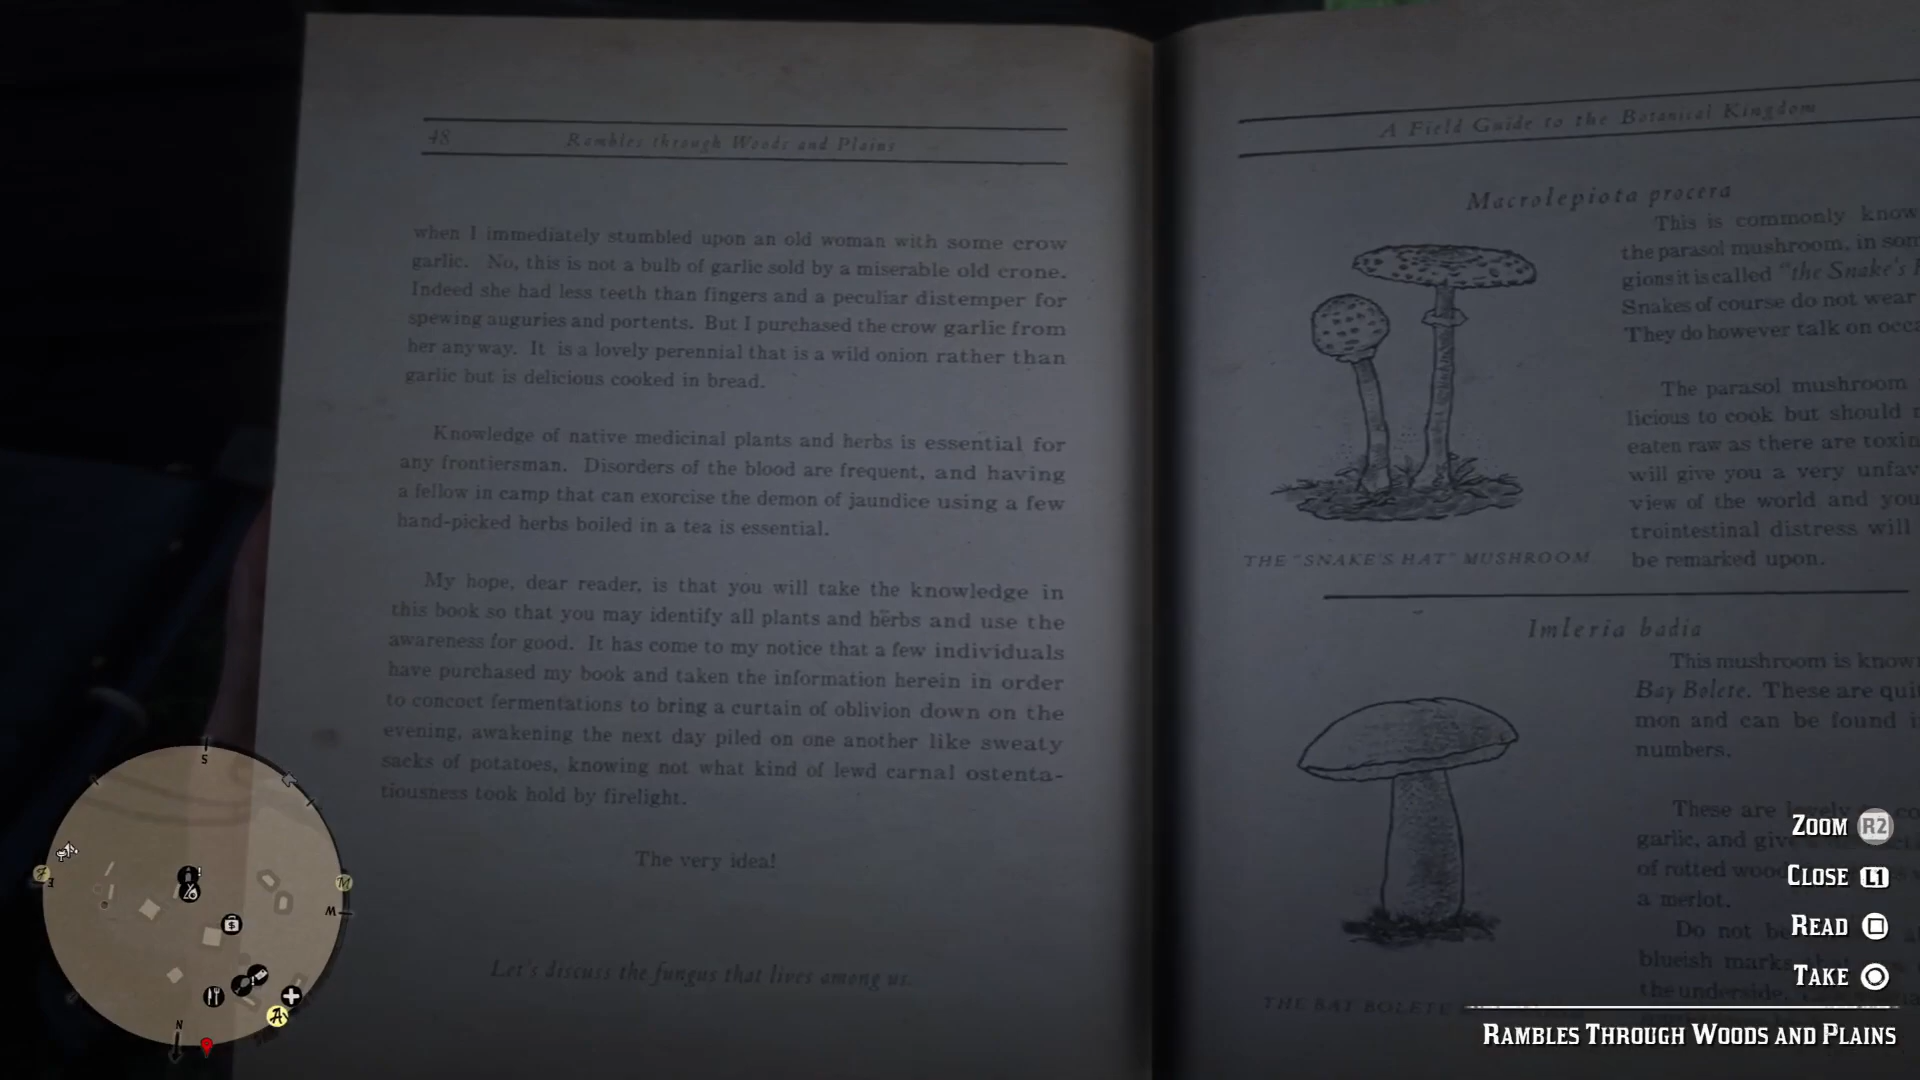 48
Rambles through Woods and Plains
when I immediately stumbled upon an old woman with some crow
garlic. No, this is not a bulb of garlic sold by a miserable old crone.
Indeed she had less teeth than fingers and a peculiar distemper for
spewing auguries and portents. But I purchased the crow garlic from
her anyway. It is a lovely perennial that is a wild onion rather than
garlic but is delicious cooked in bread.
Knowledge of native medicinal plants and herbs is essential for
any frontiersman. Disorders of the blood are frequent, and having
a fellow in camp that can exorcise the demon of jaundice using a few
hand-picked herbs boiled in a tea is essential.
My hope, dear reader, is that you will take the knowledge in
this book so that you may identify all plants and herbs and use the
awareness for good. It has come to my notice that a few individuals
have purchased my book and taken the information herein in order
to concoct fermentations to bring a curtain of oblivion down on the
evening, awakening the next day piled on one another like sweaty
sacks of potatoes, knowing not what kind of lewd carnal ostenta-
tiousness took hold by firelight.
The very idea!
Let's discuss the fungus that lives among us.
A Field Guide to the Botanical Kingdom
Macrolepiota procera
This is commonly know
the parasol mushroom, in som
gions it is called "the Snake's
Snakes of course do not wear
They do however talk on occa
The parasol mushroom
licious to cook but should
eaten raw as there are toxin
will give you a very unfav
view of the world and you
trointestinal distress will
be remarked upon.
THE "SNAKE'S HAT" MUSHROOM
Imleria badia
This mushroom is know
Bay Bolete. These are qui
mon and can be found i
numbers.
These are lovely co
garlic, and give
of rotted wood
a merlot.
Do not be
blueish marks
the underside,
THE BAY BOLETE
S
E
M
W
N
A
ZOOM R2
CLOSE L1
READ
TAKE
RAMBLES THROUGH WOODS AND PLAINS